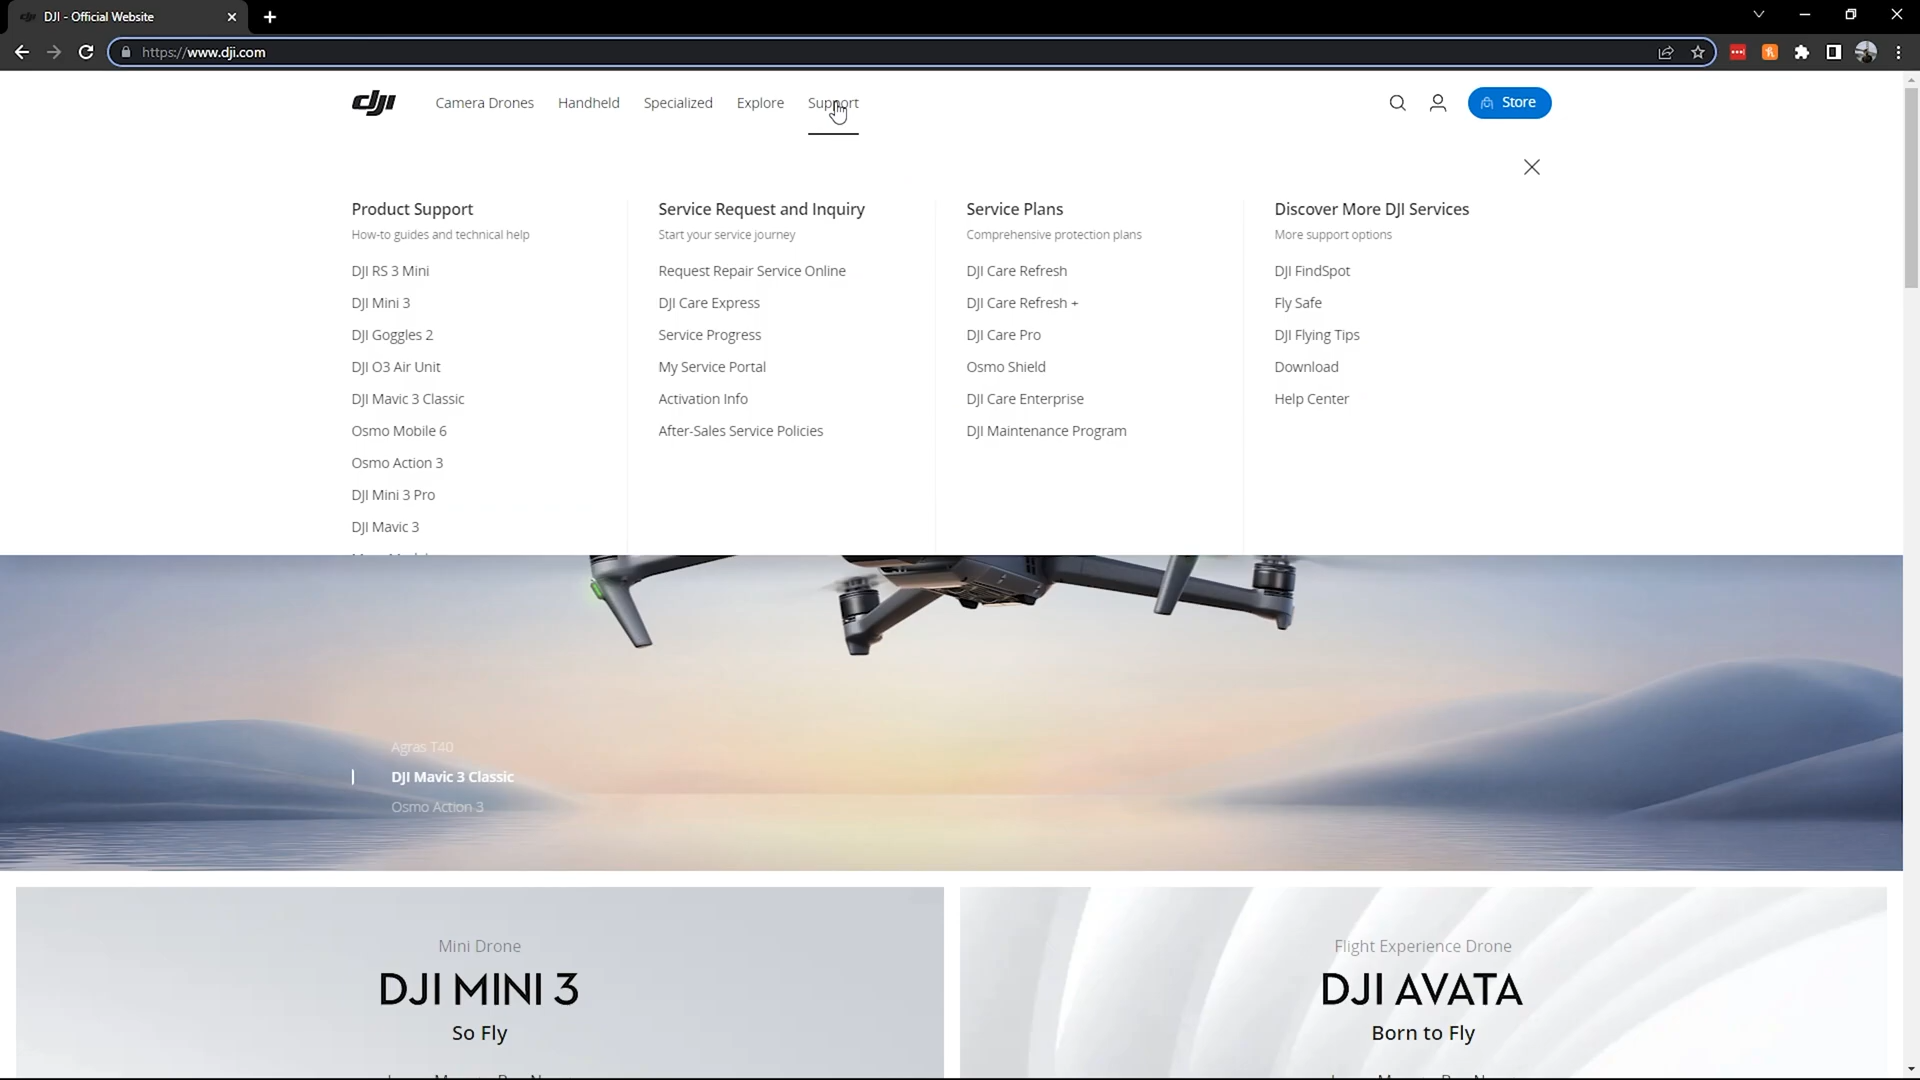 DJI - Official Website
https://www.dji.com
dji
Camera Drones
Handheld
Specialized
Explore
Support
Store
Product Support
How-to guides and technical help
DJI RS 3 Mini
DJI Mini 3
DJI Goggles 2
DJI O3 Air Unit
DJI Mavic 3 Classic
Osmo Mobile 6
Osmo Action 3
DJI Mini 3 Pro
DJI Mavic 3
Service Request and Inquiry
Start your service journey
Request Repair Service Online
DJI Care Express
Service Progress
My Service Portal
Activation Info
After-Sales Service Policies
Service Plans
Comprehensive protection plans
DJI Care Refresh
DJI Care Refresh +
DJI Care Pro
Osmo Shield
DJI Care Enterprise
DJI Maintenance Program
Discover More DJI Services
More support options
DJI FindSpot
Fly Safe
DJI Flying Tips
Download
Help Center
Agras T40
DJI Mavic 3 Classic
Osmo Action 3
Mini Drone
DJI MINI 3
So Fly
Flight Experience Drone
DJI AVATA
Born to Fly